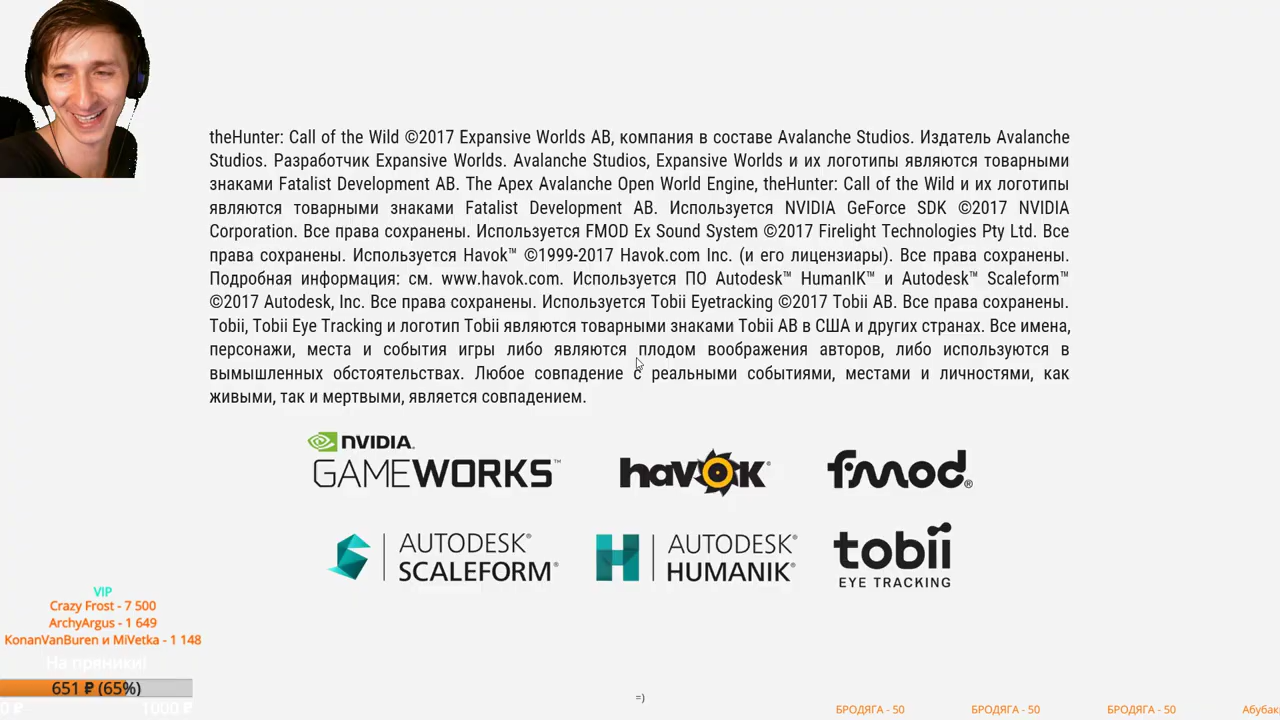 theHunter: Call of the Wild ©2017 Expansive Worlds AB, компания в составе Avalanche Studios. Издатель Avalanche
Studios. Разработчик Expansive Worlds. Avalanche Studios, Expansive Worlds и их логотипы являются товарными
знаками Fatalist Development AB. The Apex Avalanche Open World Engine, theHunter: Call of the Wild и их логотипы
являются товарными знаками Fatalist Development AB. Используется NVIDIA GeForce SDK ©2017 NVIDIA
Corporation. Все права сохранены. Используется FMOD Ex Sound System ©2017 Firelight Technologies Pty Ltd. Все
права сохранены. Используется Havok™ ©1999-2017 Havok.com Inc. (и его лицензиары). Все права сохранены.
Подробная информация: см. www.havok.com. Используется ПО Autodesk™ HumanIK™ и Autodesk™ Scaleform™
©2017 Autodesk, Inc. Все права сохранены. Используется Tobii Eyetracking ©2017 Tobii AB. Все права сохранены.
Tobii, Tobii Eye Tracking и логотип Tobii являются товарными знаками Tobii AB в США и других странах. Все имена,
персонажи, места и события игры либо являются плодом воображения авторов, либо используются в
вымышленных обстоятельствах. Любое совпадение с реальными событиями, местами и личностями, как
живыми, так и мертвыми, является совпадением.
NVIDIA.
GAMEWORKS™
havok®
fmod®
AUTODESK®
SCALEFORM®
AUTODESK®
HUMANIK®
tobii
EYE TRACKING
VIP
Crazy Frost - 7 500
ArchyArgus - 1 649
KonanVanBuren и MiVetka - 1 148
На пряники!
651 ₽ (65%)
0 ₽ 1000 ₽
=)
БРОДЯГА - 50 БРОДЯГА - 50 БРОДЯГА - 50 Абубак